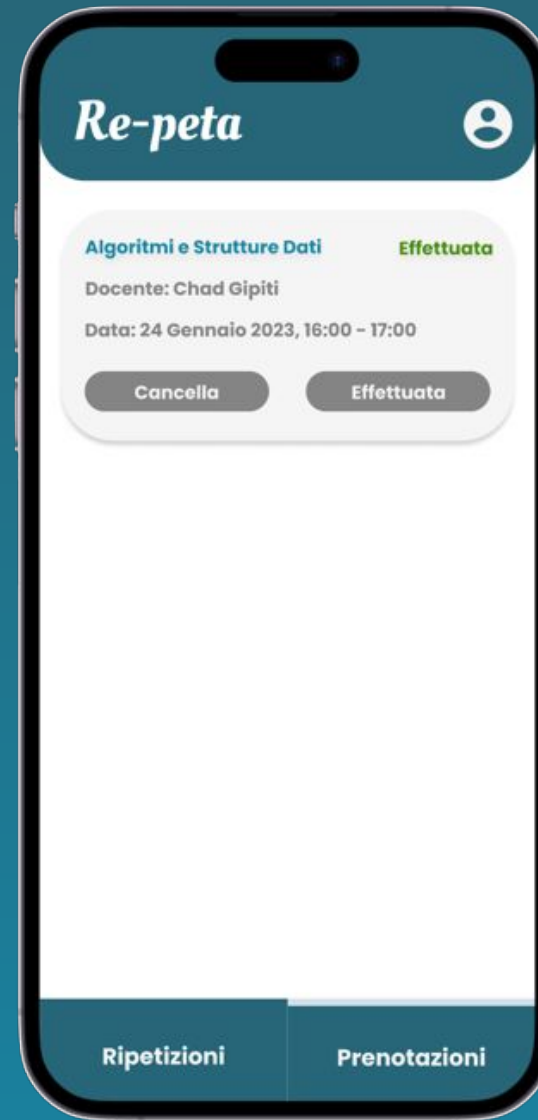 Re-peta
Algoritmi e Strutture Dati Effettuata
Docente: Chad Gipiti
Data: 24 Gennaio 2023, 16:00 - 17:00
Cancella Effettuata
Ripetizioni Prenotazioni